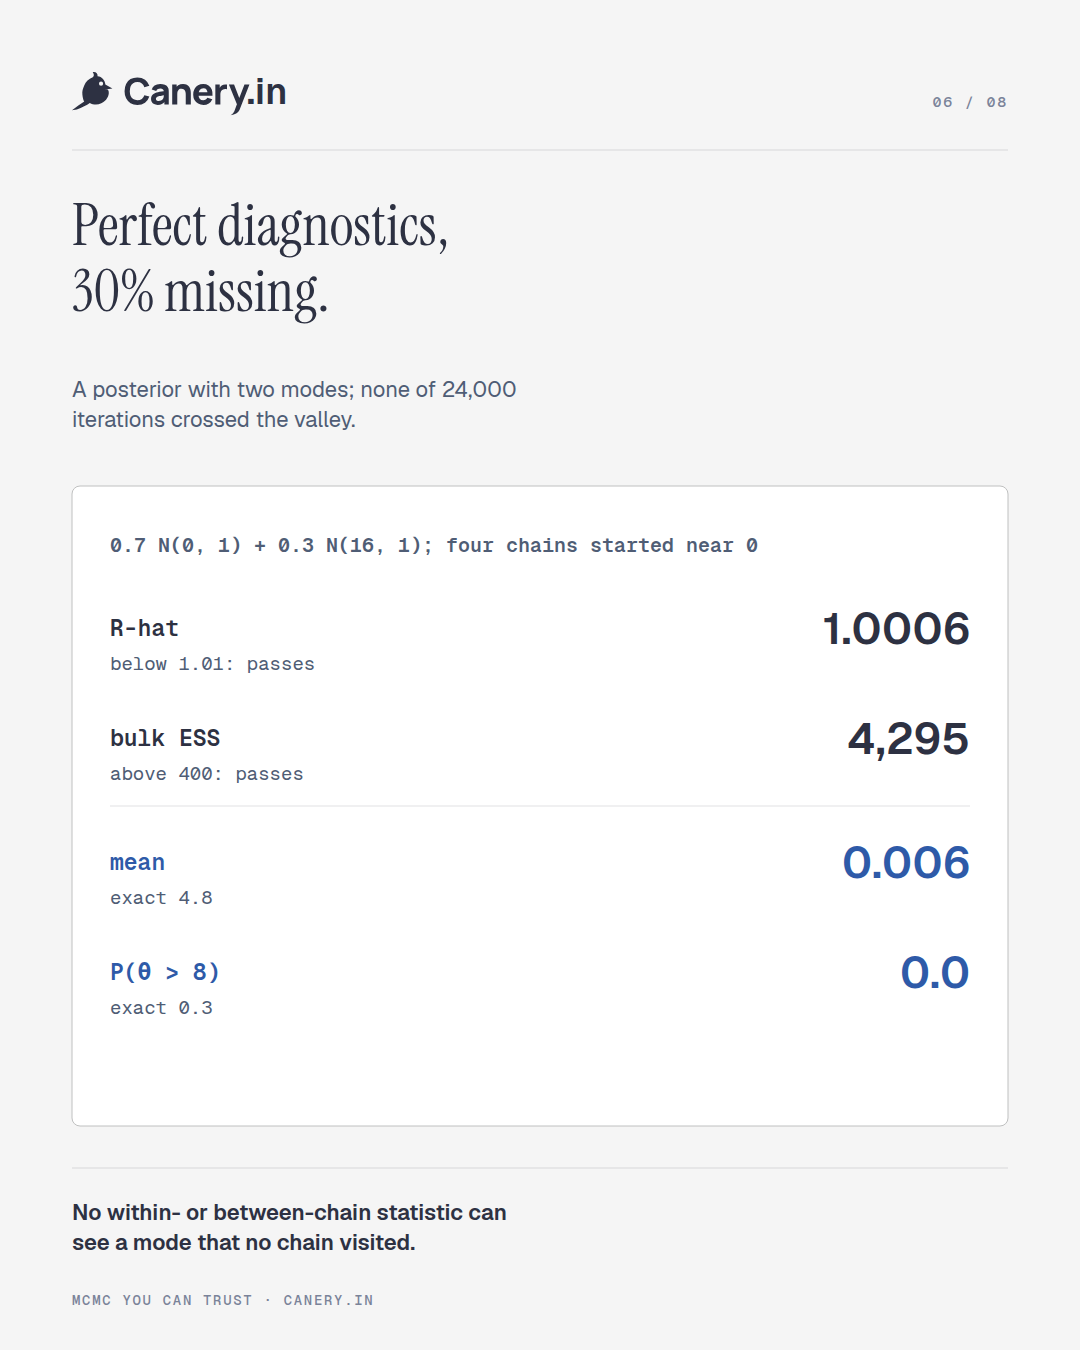 Canery.in
06 / 08
Perfect diagnostics,
30% missing.
A posterior with two modes; none of 24,000
iterations crossed the valley.
0.7 N(0, 1) + 0.3 N(16, 1); four chains started near 0
R-hat
1.0006
below 1.01: passes
bulk ESS
4,295
above 400: passes
mean
0.006
exact 4.8
P(θ > 8)
0.0
exact 0.3
No within- or between-chain statistic can
see a mode that no chain visited.
MCMC YOU CAN TRUST · CANERY.IN